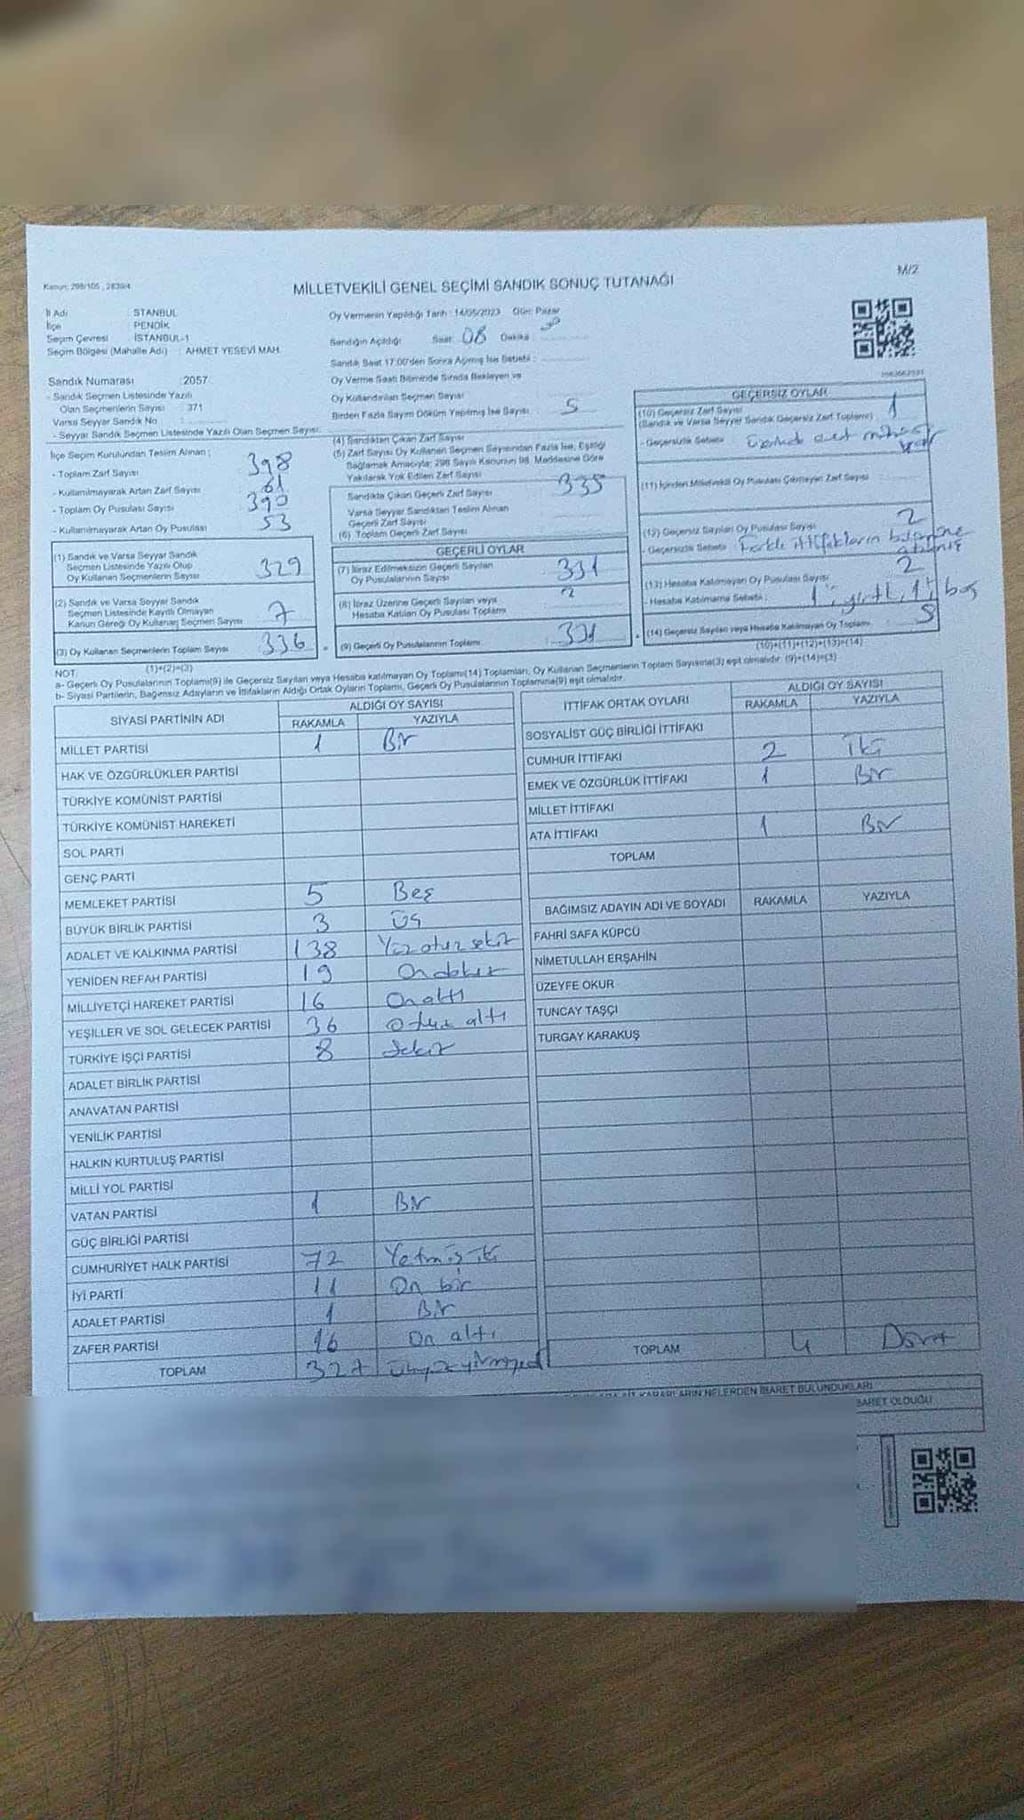 M/2
Kanun: 298/105, 2839/4
MİLLETVEKİLİ GENEL SEÇİMİ SANDIK SONUÇ TUTANAĞI
İl Adı : STANBUL
İlçe : PENDİK
Seçim Çevresi : İSTANBUL-1
Seçim Bölgesi (Mahalle Adı) : AHMET YESEVİ MAH.
Sandık Numarası : 2057
- Sandık Seçmen Listesinde Yazılı
Olan Seçmenlerin Sayısı : 371
Varsa Seyyar Sandık No :
- Seyyar Sandık Seçmen Listesinde Yazılı Olan Seçmen Sayısı:
İlçe Seçim Kurulundan Teslim Alınan ;
- Toplam Zarf Sayısı 398
- Kullanılmayarak Artan Zarf Sayısı 61
- Toplam Oy Pusulası Sayısı 390
- Kullanılmayarak Artan Oy Pusulası 53
(1) Sandık ve Varsa Seyyar Sandık
Seçmen Listesinde Yazılı Olup
Oy Kullanan Seçmenlerin Sayısı 329
(2) Sandık ve Varsa Seyyar Sandık
Seçmen Listesinde Kayıtlı Olmayan
Kanun Gereği Oy Kullanan Seçmen Sayısı 7
(3) Oy Kullanan Seçmenlerin Toplam Sayısı 336
(1)+(2)=(3)
Oy Vermenin Yapıldığı Tarih : 14/05/2023 Gün: Pazar
Sandığın Açıldığı Saat: 08 Dakika :
Sandık Saat 17:00'den Sonra Açılmış İse Sebebi :
Oy Verme Saati Bitiminde Sırada Bekleyen ve
Oy Kullandırılan Seçmen Sayısı
Birden Fazla Sayım Döküm Yapılmış İse Sayısı : 5
(4) Sandıktan Çıkan Zarf Sayısı
(5) Zarf Sayısı Oy Kullanan Seçmen Sayısından Fazla İse, Eşitliği
Sağlamak Amacıyla; 298 Sayılı Kanunun 98. Maddesine Göre
Yakılarak Yok Edilen Zarf Sayısı
Sandıkta Çıkan Geçerli Zarf Sayısı 335
Varsa Seyyar Sandıktan Teslim Alınan
Geçerli Zarf Sayısı
(6) Toplam Geçerli Zarf Sayısı
GEÇERLİ OYLAR
(7) İtiraz Edilmeksizin Geçerli Sayılan
Oy Pusulalarının Sayısı 331
(8) İtiraz Üzerine Geçerli Sayılan veya
Hesaba Katılan Oy Pusulası Toplamı
(9) Geçerli Oy Pusulalarının Toplamı 331
GEÇERSİZ OYLAR
(10) Geçersiz Zarf Sayısı
(Sandık ve Varsa Seyyar Sandık Geçersiz Zarf Toplamı) 1
- Geçersizlik Sebebi : evet mührü
var
(11) İçinden Milletvekili Oy Pusulası Çıkmayan Zarf Sayısı
(12) Geçersiz Sayılan Oy Pusulası Sayısı 2
- Geçersizlik Sebebi : Farklı ittifakların
(13) Hesaba Katılmayan Oy Pusulası Sayısı 2
- Hesaba Katılmama Sebebi : 1'i yırtık, 1'i boş
(14) Geçersiz Sayılan veya Hesaba Katılmayan Oy Toplamı 5
(10)+(11)+(12)+(13)=(14)
NOT:
a- Geçerli Oy Pusulalarının Toplamı(9) ile Geçersiz Sayılan veya Hesaba katılmayan Oy Toplamı(14) Toplamları, Oy Kullanan Seçmenlerin Toplam Sayısına(3) eşit olmalıdır. (9)+(14)=(3)
b- Siyasi Partilerin, Bağımsız Adayların ve İttifakların Aldığı Ortak Oyların Toplamı, Geçerli Oy Pusulalarının Toplamına(9) eşit olmalıdır.
SİYASİ PARTİNİN ADI ALDIĞI OY SAYISI
RAKAMLA YAZIYLA
MİLLET PARTİSİ 1 Bir
HAK VE ÖZGÜRLÜKLER PARTİSİ
TÜRKİYE KOMÜNİST PARTİSİ
TÜRKİYE KOMÜNİST HAREKETİ
SOL PARTİ
GENÇ PARTİ
MEMLEKET PARTİSİ 5 Beş
BÜYÜK BİRLİK PARTİSİ 3 üç
ADALET VE KALKINMA PARTİSİ 138 Yüz otuz sekiz
YENİDEN REFAH PARTİSİ 19 On dokuz
MİLLİYETÇİ HAREKET PARTİSİ 16 On altı
YEŞİLLER VE SOL GELECEK PARTİSİ 36 otuz altı
TÜRKİYE İŞÇİ PARTİSİ 8 Sekiz
ADALET BİRLİK PARTİSİ
ANAVATAN PARTİSİ
YENİLİK PARTİSİ
HALKIN KURTULUŞ PARTİSİ
MİLLİ YOL PARTİSİ
VATAN PARTİSİ 1 Bir
GÜÇ BİRLİĞİ PARTİSİ
CUMHURİYET HALK PARTİSİ 72 Yetmiş iki
İYİ PARTİ 11 On bir
ADALET PARTİSİ 1 Bir
ZAFER PARTİSİ 16 On altı
TOPLAM 327 üçyüzyirmiyedi
İTTİFAK ORTAK OYLARI ALDIĞI OY SAYISI
RAKAMLA YAZIYLA
SOSYALİST GÜÇ BİRLİĞİ İTTİFAKI
CUMHUR İTTİFAKI 2 İki
EMEK VE ÖZGÜRLÜK İTTİFAKI 1 Bir
MİLLET İTTİFAKI
ATA İTTİFAKI 1 Bir
TOPLAM
BAĞIMSIZ ADAYIN ADI VE SOYADI RAKAMLA YAZIYLA
FAHRİ SAFA KÜPCÜ
NİMETULLAH ERŞAHİN
ÜZEYFE OKUR
TUNCAY TAŞÇI
TURGAY KARAKUŞ
TOPLAM 4 Dört
NELERDEN İBARET BULUNDUKLARI
İBARET OLDUĞU